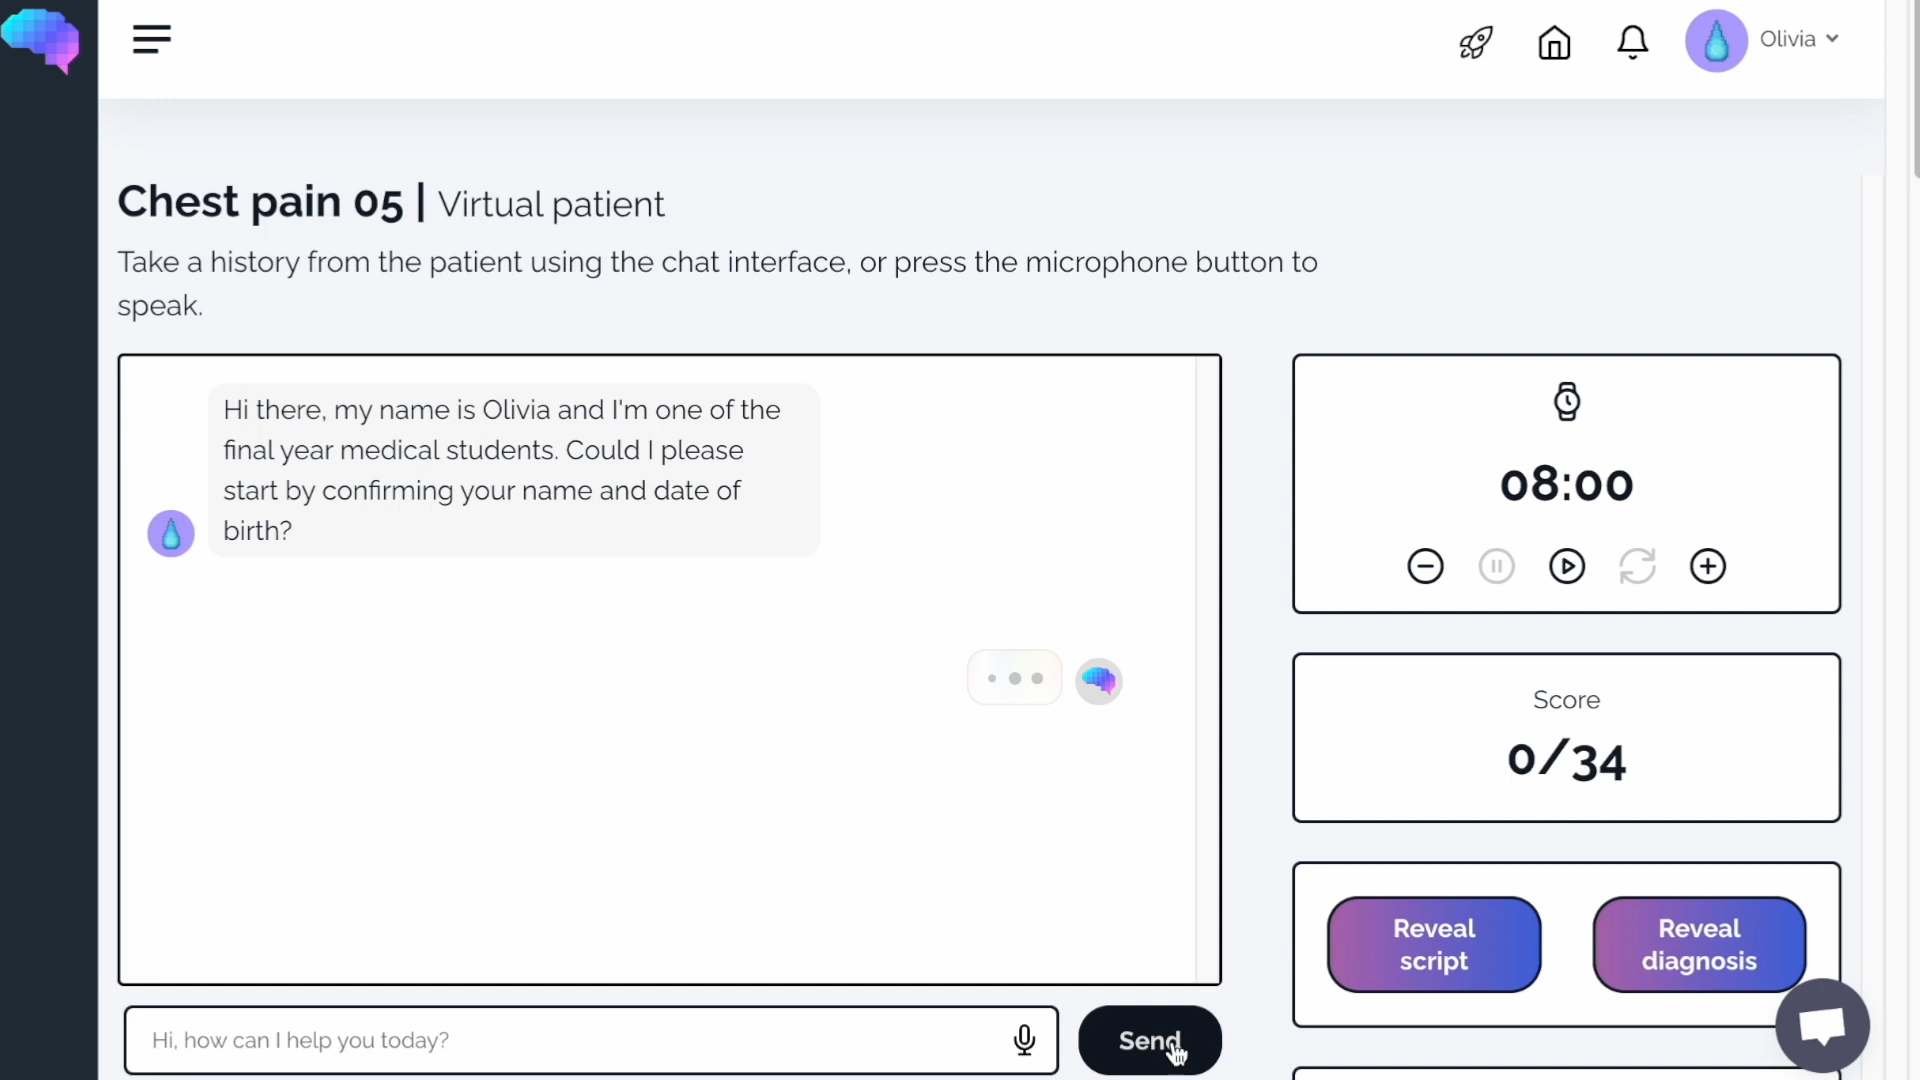 Olivia
Chest pain 05 | Virtual patient
Take a history from the patient using the chat interface, or press the microphone button to
speak.
Hi there, my name is Olivia and I'm one of the
final year medical students. Could I please
start by confirming your name and date of
birth?
08:00
Score
0/34
Reveal
script
Reveal
diagnosis
Hi, how can I help you today?
Send